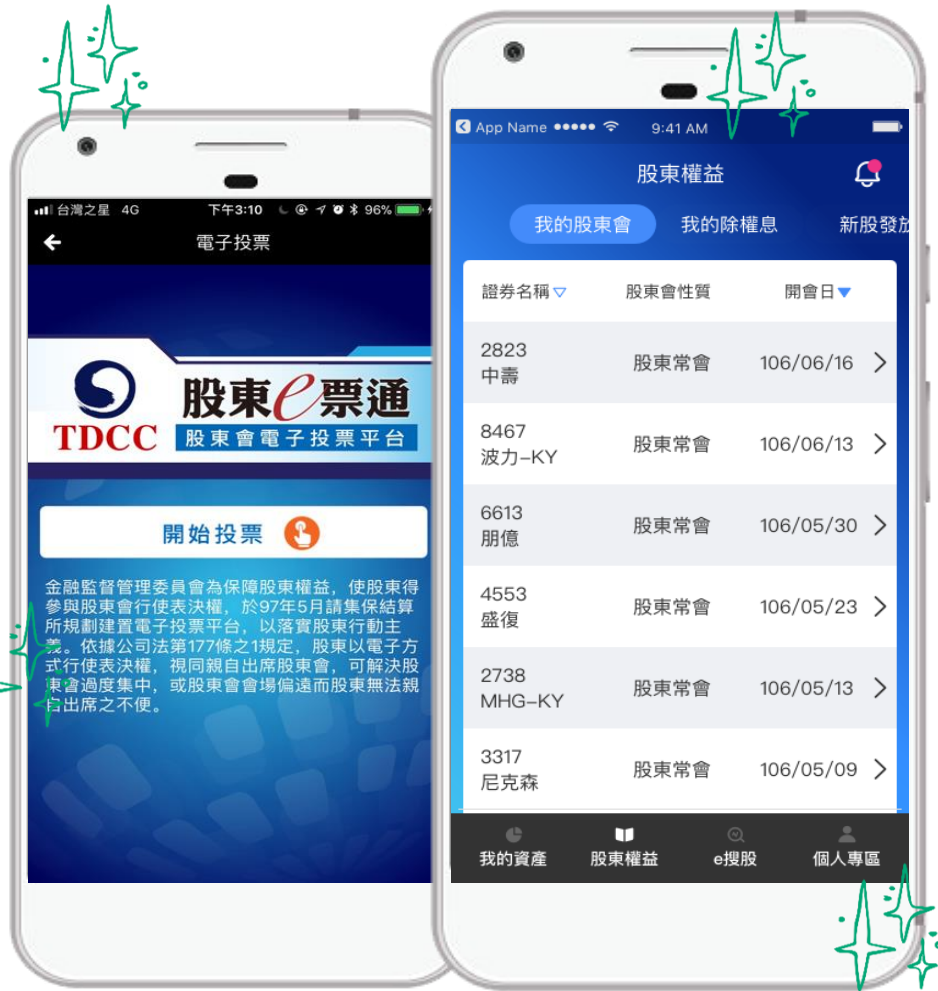 台灣之星 4G 下午3:10 96%
電子投票
TDCC
股東e票通
股東會電子投票平台
開始投票
金融監督管理委員會為保障股東權益，使股東得
參與股東會行使表決權，於97年5月請集保結算
所規劃建置電子投票平台，以落實股東行動主
義。依據公司法第177條之1規定，股東以電子方
式行使表決權，視同親自出席股東會，可解決股
東會過度集中，或股東會會場偏遠而股東無法親
自出席之不便。
App Name 9:41 AM
股東權益
我的股東會 我的除權息 新股發放
證券名稱 股東會性質 開會日
2823
中壽 股東常會 106/06/16
8467
波力-KY 股東常會 106/06/13
6613
朋億 股東常會 106/05/30
4553
盛復 股東常會 106/05/23
2738
MHG-KY 股東常會 106/05/13
3317
尼克森 股東常會 106/05/09
我的資產 股東權益 e搜股 個人專區